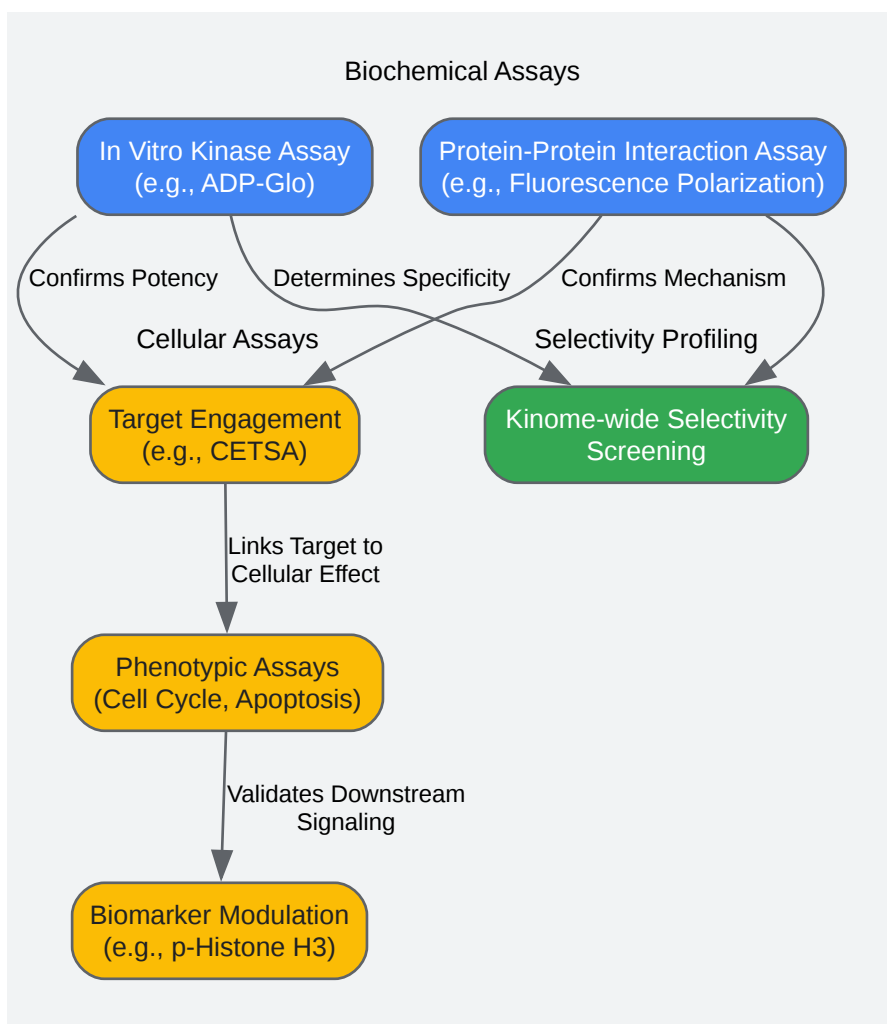 Biochemical Assays
In Vitro Kinase Assay
(e.g., ADP-Glo)
Protein-Protein Interaction Assay
(e.g., Fluorescence Polarization)
Confirms Potency
Determines Specificity
Confirms Mechanism
Cellular Assays
Selectivity Profiling
Target Engagement
(e.g., CETSA)
Kinome-wide Selectivity
Screening
Links Target to
Cellular Effect
Phenotypic Assays
(Cell Cycle, Apoptosis)
Validates Downstream
Signaling
Biomarker Modulation
(e.g., p-Histone H3)